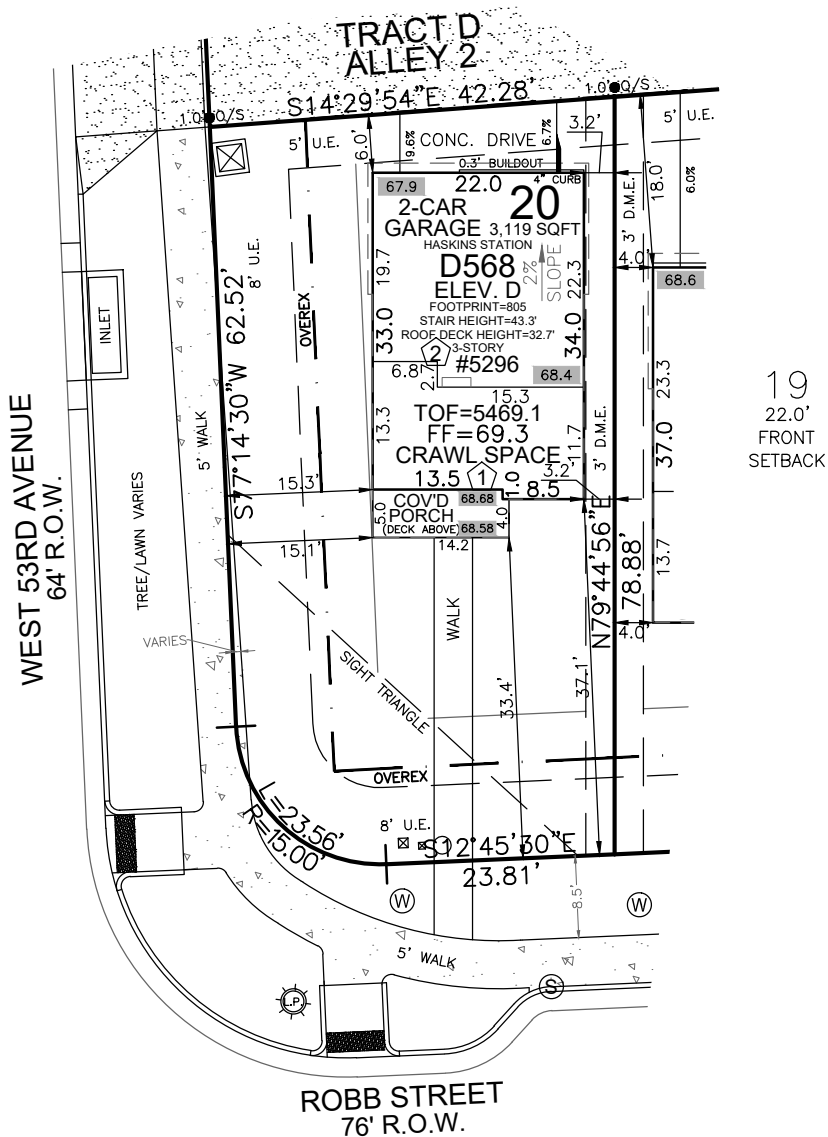 TRACT D
ALLEY 2
1.0' O/S
S14°29'54"E 42.28'
1.0' O/S
5' U.E.
6.0'
19.6%
CONC. DRIVE
6.7%
3.2'
5' U.E.
0.3' BUILDOUT
4" CURB
18.0'
6.0%
67.9
22.0
20
2-CAR
GARAGE
3,119 SQFT
HASKINS STATION
D568
ELEV. D
FOOTPRINT=805
STAIR HEIGHT=43.3'
ROOF DECK HEIGHT=32.7'
3-STORY
#5296
2%
SLOPE
19.7
22.3
33.0
34.0
3' D.M.E.
4.0'
68.6
8' U.E.
OVEREX
INLET
S77°14'30"W 62.52'
2
6.8
2.7
68.4
15.3
TOF=5469.1
FF=69.3
CRAWL SPACE
13.3
11.7
3' D.M.E.
23.3
37.0
19
22.0'
FRONT
SETBACK
5' WALK
WEST 53RD AVENUE
64' R.O.W.
TREE/LAWN VARIES
15.3'
13.5
1
1.0
3.2'
8.5
COV'D
PORCH
(DECK ABOVE)
68.68
68.58
5.0
4.0
15.1'
14.2
N79°44'56"E
78.88'
13.7
4.0'
WALK
VARIES
SIGHT TRIANGLE
33.4'
37.1'
OVEREX
L=23.56'
R=15.00'
8' U.E.
S12°45'30"E
23.81'
8.5'
W
W
5' WALK
S
L.P.
ROBB STREET
76' R.O.W.